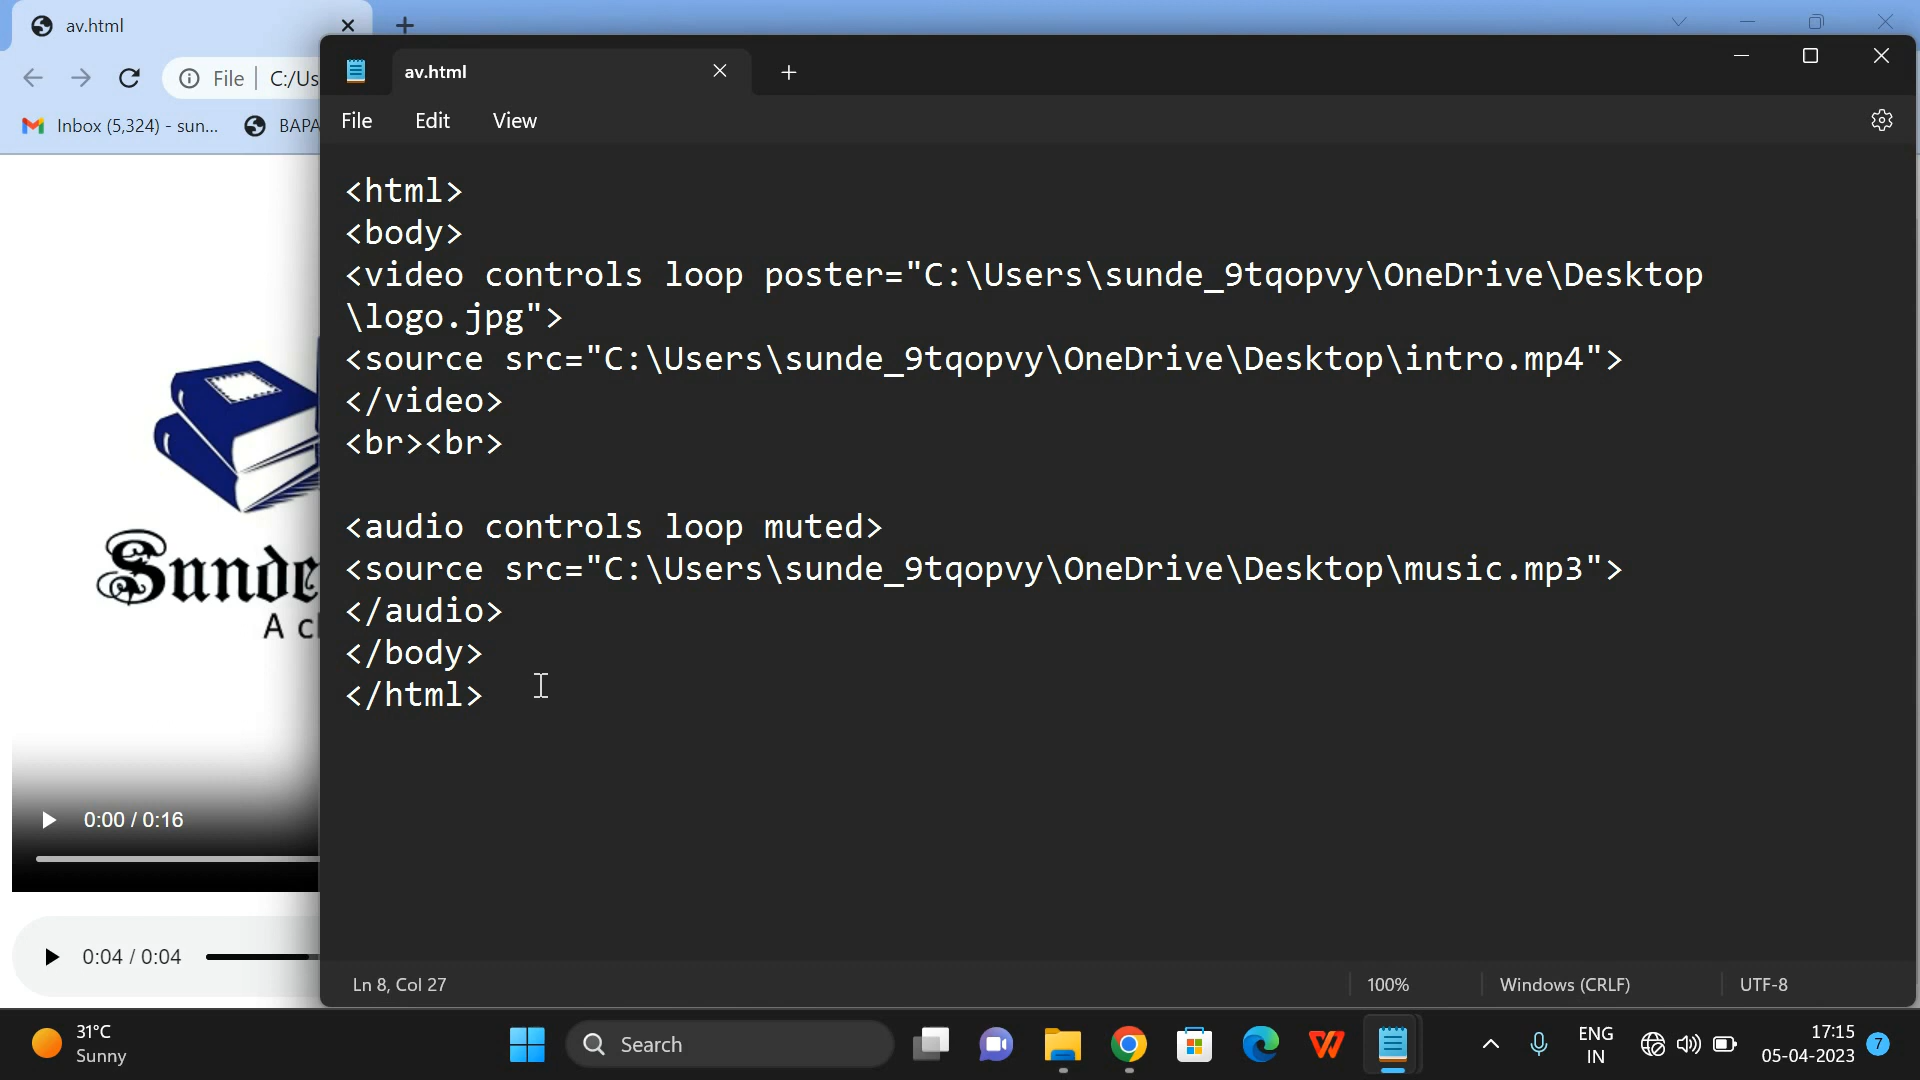 av.html
File C:/Us
Inbox (5,324) - sun... BAPA
av.html
File Edit View
<html>
<body>
<video controls loop poster="C:\Users\sunde_9tqopvy\OneDrive\Desktop
\logo.jpg">
<source src="C:\Users\sunde_9tqopvy\OneDrive\Desktop\intro.mp4">
</video>
<br><br>
<audio controls loop muted>
<source src="C:\Users\sunde_9tqopvy\OneDrive\Desktop\music.mp3">
</audio>
</body>
</html>
Sunde
A cl
0:00 / 0:16
0:04 / 0:04
Ln 8, Col 27 100% Windows (CRLF) UTF-8
31°C
Sunny
Search
ENG
IN
17:15
05-04-2023
7